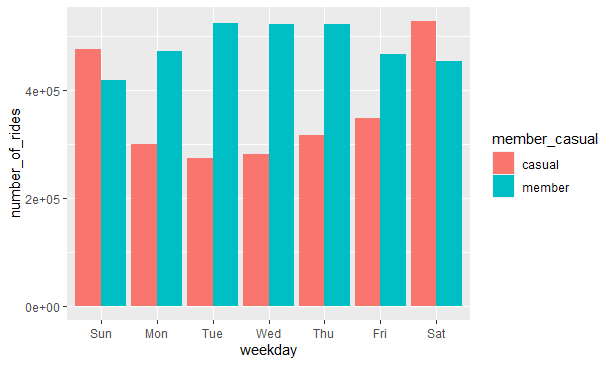 number_of_rides
4e+05
2e+05
0e+00
Sun Mon Tue Wed Thu Fri Sat
weekday
member_casual
casual
member